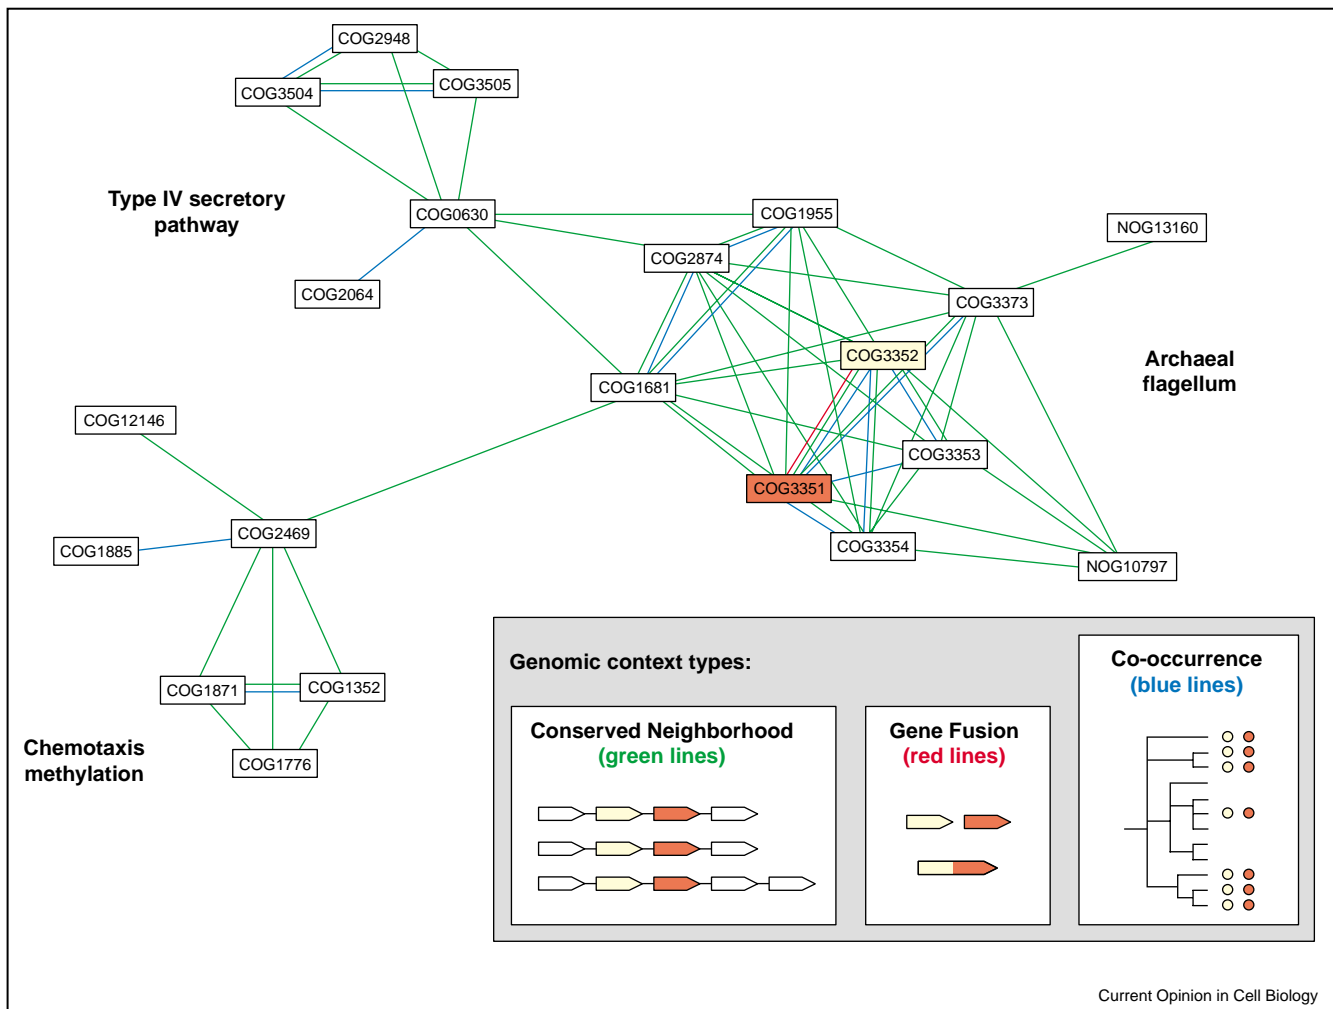 COG2948
COG3504
COG3505
Type IV secretory
pathway
COG0630
COG1955
NOG13160
COG2874
COG2064
COG3373
COG3352
Archaeal
flagellum
COG1681
COG12146
COG3353
COG3351
COG2469
COG1885
COG3354
NOG10797
COG1871
COG1352
Chemotaxis
methylation
COG1776
Genomic context types:
Conserved Neighborhood
(green lines)
Gene Fusion
(red lines)
Co-occurrence
(blue lines)
Current Opinion in Cell Biology